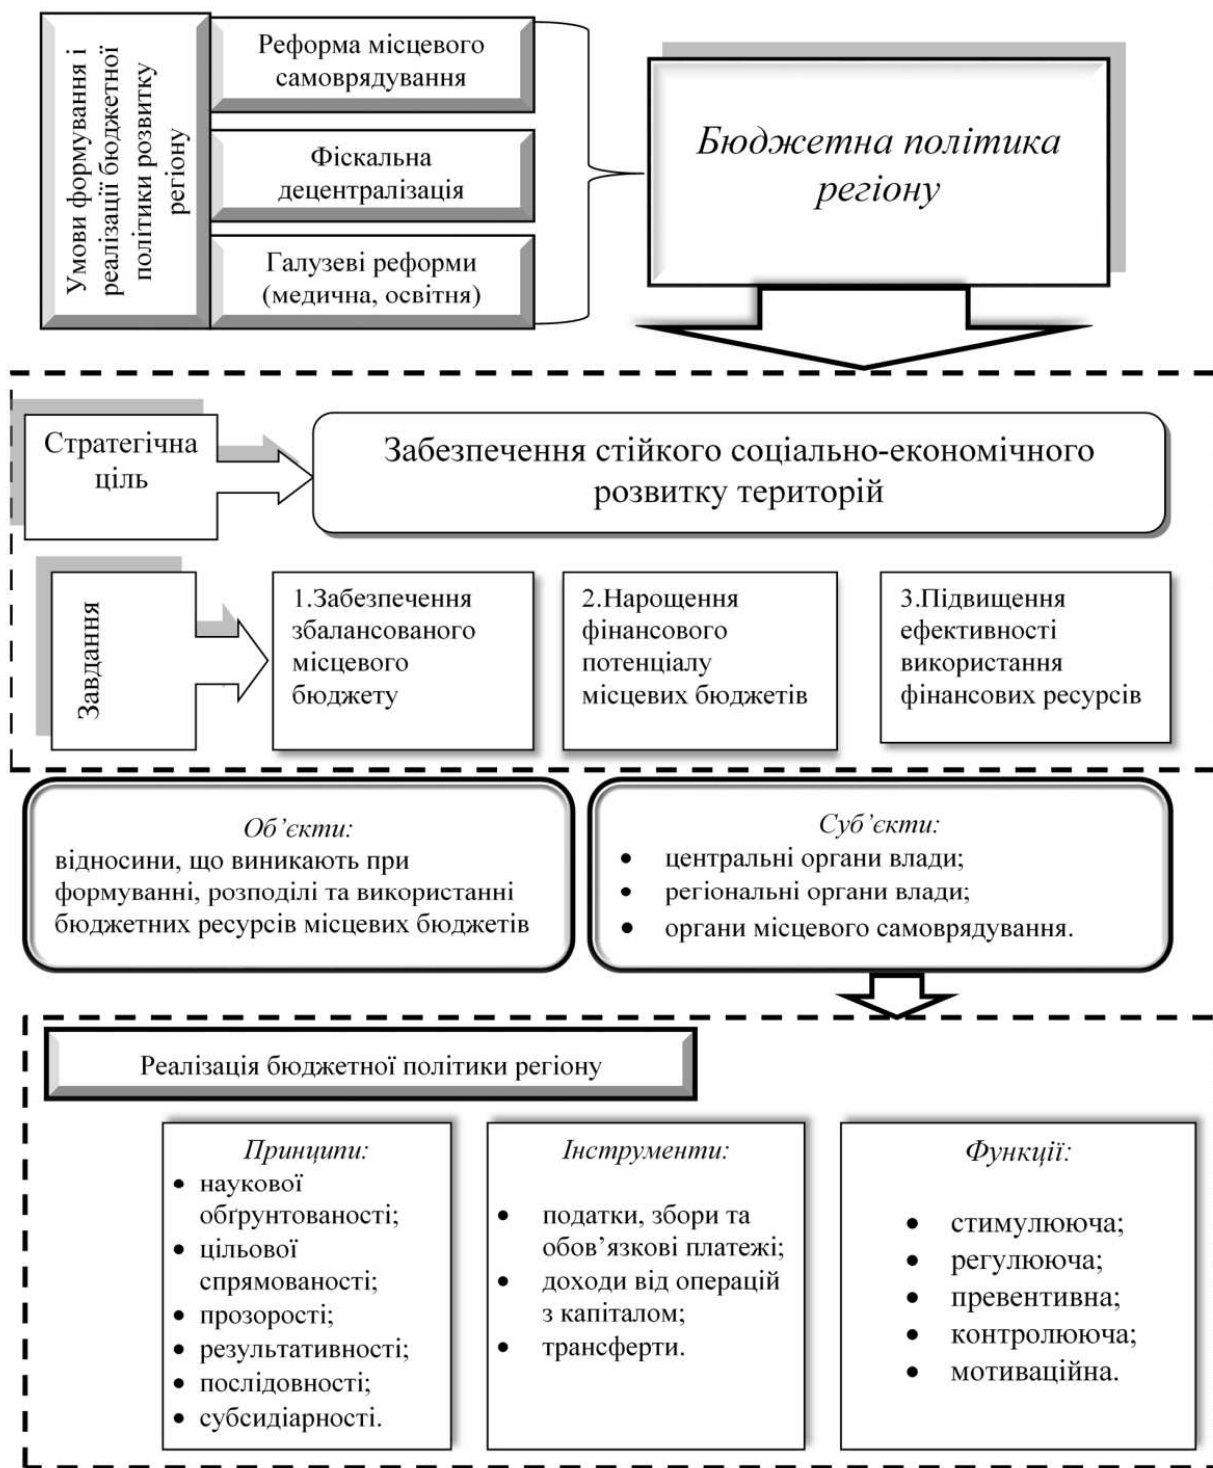 Умови формування і
реалізації бюджетної
політики розвитку
регіону
Реформа місцевого
самоврядування
Фіскальна
децентралізація
Галузеві реформи
(медична, освітня)
Бюджетна політика
регіону
Стратегічна
ціль
Забезпечення стійкого соціально-економічного
розвитку територій
Завдання
1.Забезпечення
збалансованого
місцевого
бюджету
2.Нарощення
фінансового
потенціалу
місцевих бюджетів
3.Підвищення
ефективності
використання
фінансових ресурсів
Об’єкти:
відносини, що виникають при
формуванні, розподілі та використанні
бюджетних ресурсів місцевих бюджетів
Суб’єкти:
• центральні органи влади;
• регіональні органи влади;
• органи місцевого самоврядування.
Реалізація бюджетної політики регіону
Принципи:
• наукової
обґрунтованості;
• цільової
спрямованості;
• прозорості;
• результативності;
• послідовності;
• субсидіарності.
Інструменти:
• податки, збори та
обов’язкові платежі;
• доходи від операцій
з капіталом;
• трансферти.
Функції:
• стимулююча;
• регулююча;
• превентивна;
• контролююча;
• мотиваційна.